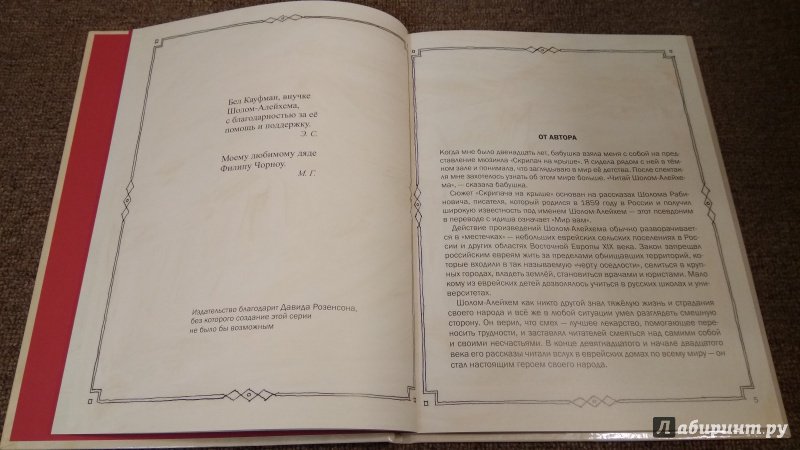 Бел Кауфман, внучке
Шолом-Алейхема,
с благодарностью за её
помощь и поддержку.
Э. С.
Моему любимому дяде
Филипу Чорноу.
М. Г.
Издательство благодарит Давида Розенсона,
без которого создание этой серии
не было бы возможным
ОТ АВТОРА
Когда мне было двенадцать лет, бабушка взяла меня с собой на пред-
ставление мюзикла «Скрипач на крыше». Я сидела рядом с ней в тём-
ном зале и понимала, что заглядываю в мир её детства. После спектак-
ля мне захотелось узнать об этом мире больше. «Читай Шолом-Алейхе-
ма», — сказала бабушка.
Сюжет «Скрипача на крыше» основан на рассказах Шолома Раби-
новича, писателя, который родился в 1859 году в России и получил
широкую известность под именем Шолом-Алейхем — этот псевдоним
в переводе с идиша означает «Мир вам».
Действие произведений Шолом-Алейхема обычно разворачивает-
ся в «местечках» — небольших еврейских сельских поселениях в Рос-
сии и других областях Восточной Европы XIX века. Закон запрещал
российским евреям жить за пределами обнищавших территорий, ко-
торые входили в так называемую «черту оседлости», селиться в круп-
ных городах, владеть землёй, становиться врачами и юристами. Мало
кому из еврейских детей дозволялось учиться в русских школах и уни-
верситетах.
Шолом-Алейхем как никто другой знал тяжёлую жизнь и страдания
своего народа и всё же в любой ситуации умел разглядеть смешную
сторону. Он верил, что смех — лучшее лекарство, помогающее пере-
носить трудности, и заставлял читателей смеяться над самими собой
и своими несчастьями. В конце девятнадцатого и начале двадцатого
века его рассказы читали вслух в еврейских домах по всему миру — он
стал настоящим героем своего народа.
5
Лабиринт.ру